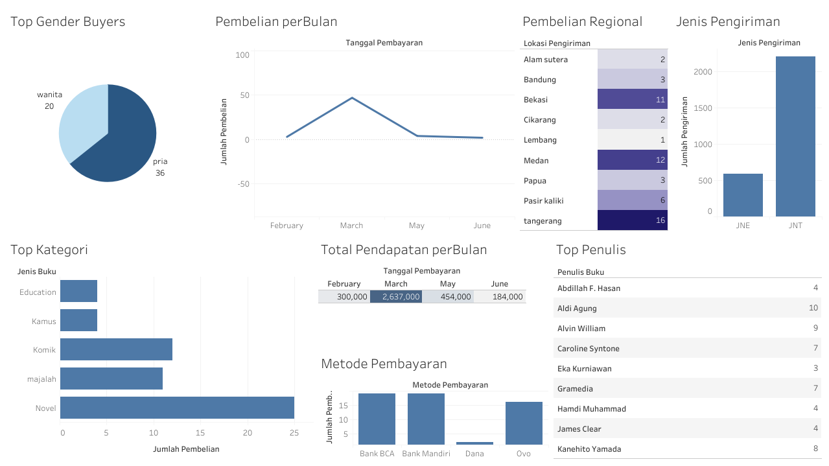 Top Gender Buyers
wanita
20
pria
36
Pembelian perBulan
Tanggal Pembayaran
Jumlah Pembelian
100
50
0
-50
February March May June
Pembelian Regional
Lokasi Pengiriman
Alam sutera 2
Bandung 3
Bekasi 11
Cikarang 2
Lembang 1
Medan 12
Papua 3
Pasir kaliki 6
tangerang 16
Jenis Pengiriman
Jenis Pengiriman
Jumlah Pengiriman
2000
1500
1000
500
0
JNE JNT
Top Kategori
Jenis Buku
Education
Kamus
Komik
majalah
Novel
0 5 10 15 20 25
Jumlah Pembelian
Total Pendapatan perBulan
Tanggal Pembayaran
February March May June
300,000 2,637,000 454,000 184,000
Metode Pembayaran
Metode Pembayaran
Jumlah Pemb..
15
10
5
Bank BCA Bank Mandiri Dana Ovo
Top Penulis
Penulis Buku
Abdillah F. Hasan 4
Aldi Agung 10
Alvin William 9
Caroline Syntone 7
Eka Kurniawan 3
Gramedia 7
Hamdi Muhammad 4
James Clear 4
Kanehito Yamada 8